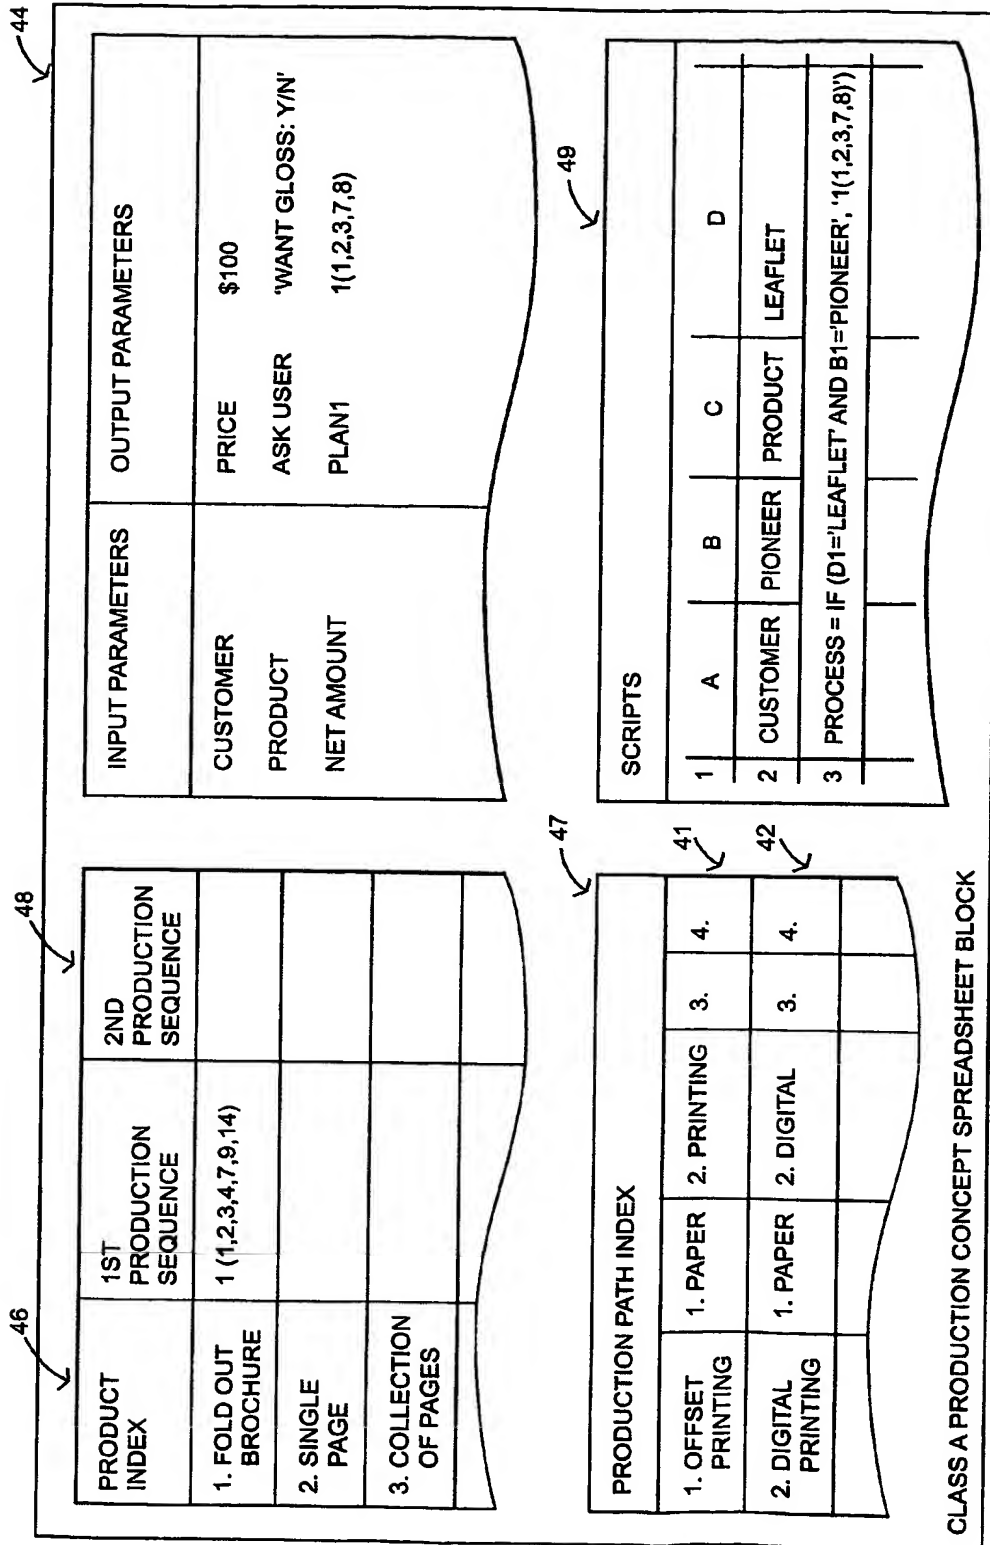 46
48
44
PRODUCT INDEX
1ST PRODUCTION SEQUENCE
2ND PRODUCTION SEQUENCE
1. FOLD OUT BROCHURE
1 (1,2,3,4,7,9,14)
2. SINGLE PAGE
3. COLLECTION OF PAGES
INPUT PARAMETERS
OUTPUT PARAMETERS
CUSTOMER
PRICE
$100
PRODUCT
ASK USER
'WANT GLOSS: Y/N'
NET AMOUNT
PLAN1
1(1,2,3,7,8)
47
PRODUCTION PATH INDEX
1. OFFSET PRINTING
1. PAPER
2. PRINTING
3.
4.
41
2. DIGITAL PRINTING
1. PAPER
2. DIGITAL
3.
4.
42
49
SCRIPTS
1
A
B
C
D
2
CUSTOMER
PIONEER
PRODUCT
LEAFLET
3
PROCESS = IF (D1='LEAFLET' AND B1='PIONEER', '1(1,2,3,7,8)')
CLASS A PRODUCTION CONCEPT SPREADSHEET BLOCK